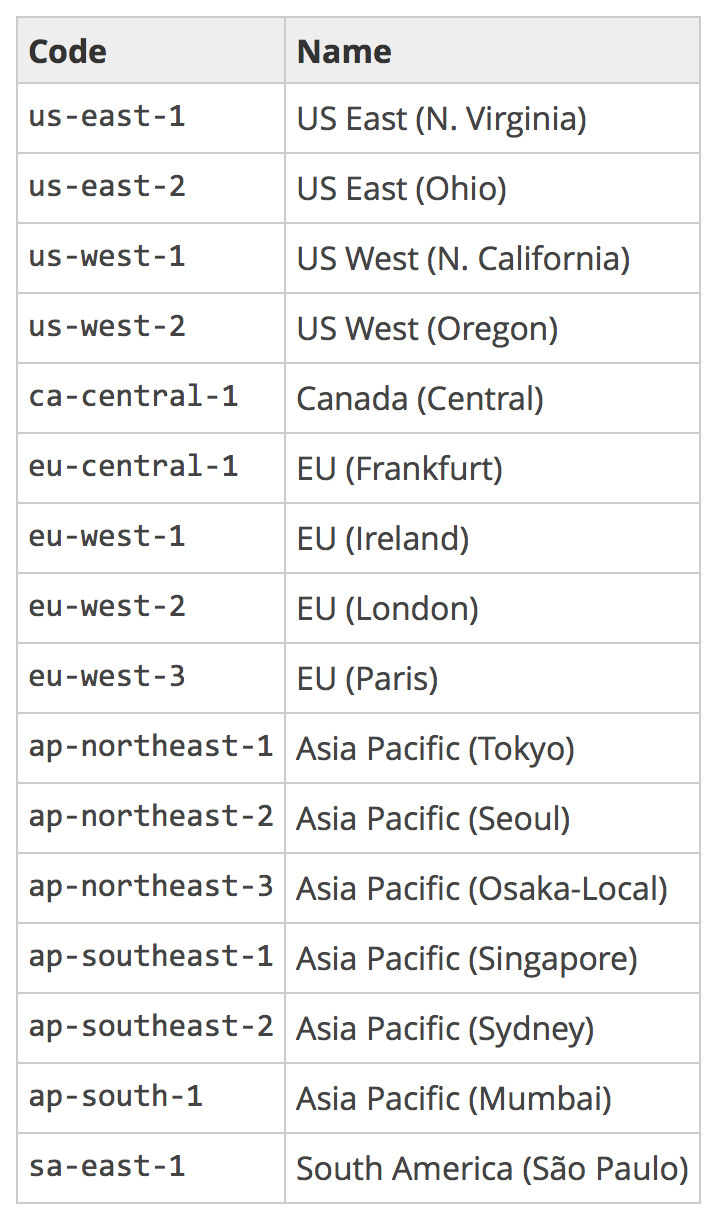 Code Name
us-east-1 US East (N. Virginia)
us-east-2 US East (Ohio)
us-west-1 US West (N. California)
us-west-2 US West (Oregon)
ca-central-1 Canada (Central)
eu-central-1 EU (Frankfurt)
eu-west-1 EU (Ireland)
eu-west-2 EU (London)
eu-west-3 EU (Paris)
ap-northeast-1 Asia Pacific (Tokyo)
ap-northeast-2 Asia Pacific (Seoul)
ap-northeast-3 Asia Pacific (Osaka-Local)
ap-southeast-1 Asia Pacific (Singapore)
ap-southeast-2 Asia Pacific (Sydney)
ap-south-1 Asia Pacific (Mumbai)
sa-east-1 South America (São Paulo)